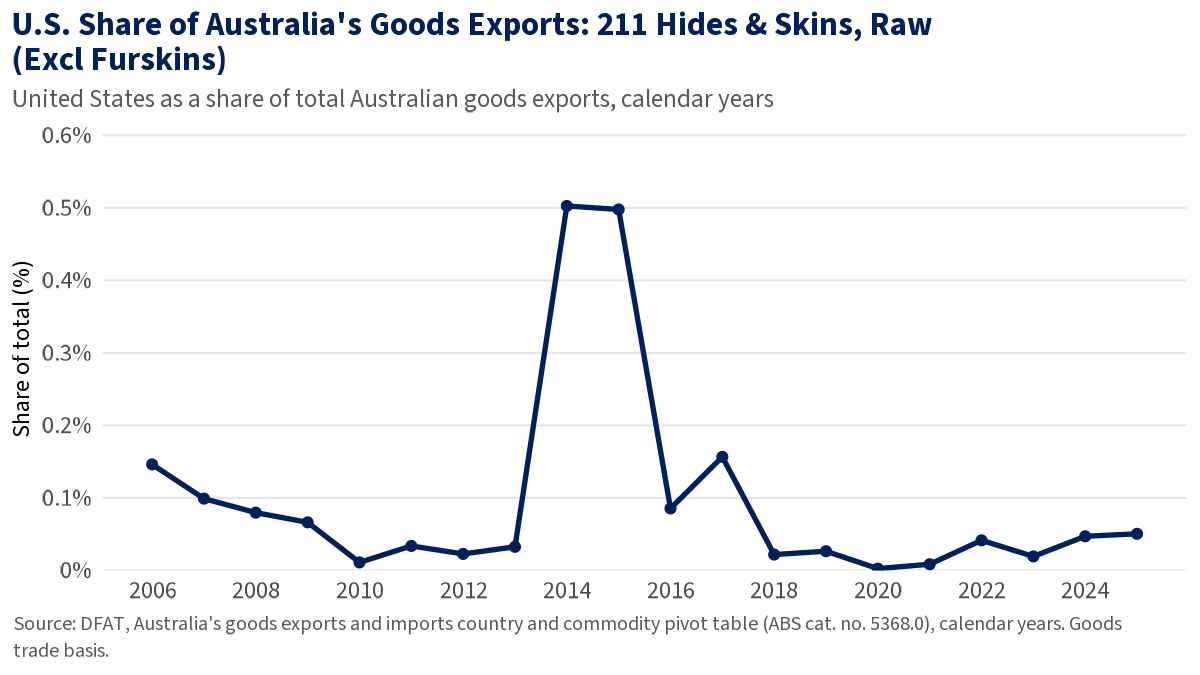 U.S. Share of Australia's Goods Exports: 211 Hides & Skins, Raw
(Excl Furskins)
United States as a share of total Australian goods exports, calendar years
Share of total (%)
0.6%
0.5%
0.4%
0.3%
0.2%
0.1%
0%
2006 2008 2010 2012 2014 2016 2018 2020 2022 2024
Source: DFAT, Australia's goods exports and imports country and commodity pivot table (ABS cat. no. 5368.0), calendar years. Goods
trade basis.